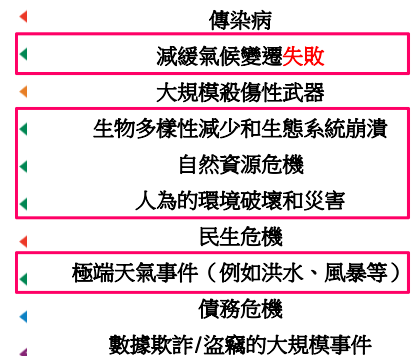 傳染病
減緩氣候變遷失敗
大規模殺傷性武器
生物多樣性減少和生態系統崩潰
自然資源危機
人為的環境破壞和災害
民生危機
極端天氣事件（例如洪水、風暴等）
債務危機
數據欺詐/盜竊的大規模事件